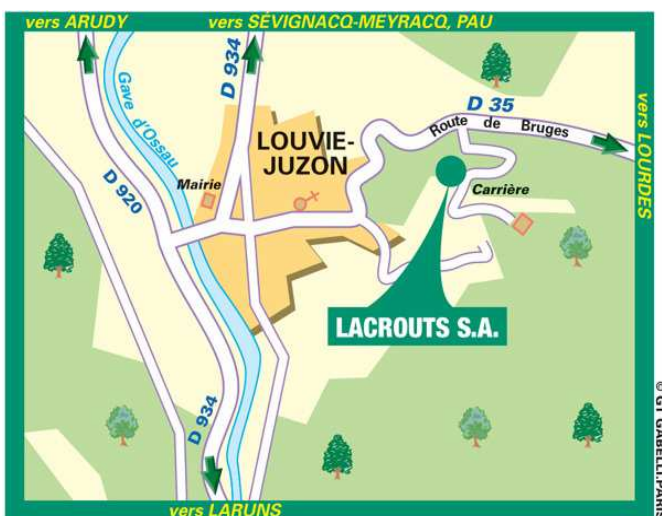 vers ARUDY
vers SÉVIGNACQ-MEYRACQ, PAU
Gave d'Ossau
D 934
D 35
Route de Bruges
vers LOURDES
LOUVIE-
JUZON
Mairie
Carrière
D 920
LACROUTS S.A.
D 934
vers LARUNS
© GT GABELLI.PARIS